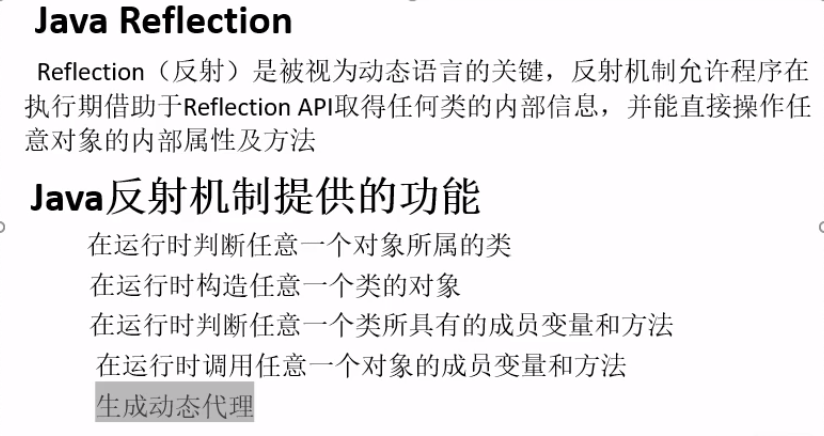 Java Reflection
Reflection（反射）是被视为动态语言的关键，反射机制允许程序在
执行期借助于Reflection API取得任何类的内部信息，并能直接操作任
意对象的内部属性及方法
Java反射机制提供的功能
在运行时判断任意一个对象所属的类
在运行时构造任意一个类的对象
在运行时判断任意一个类所具有的成员变量和方法
在运行时调用任意一个对象的成员变量和方法
生成动态代理